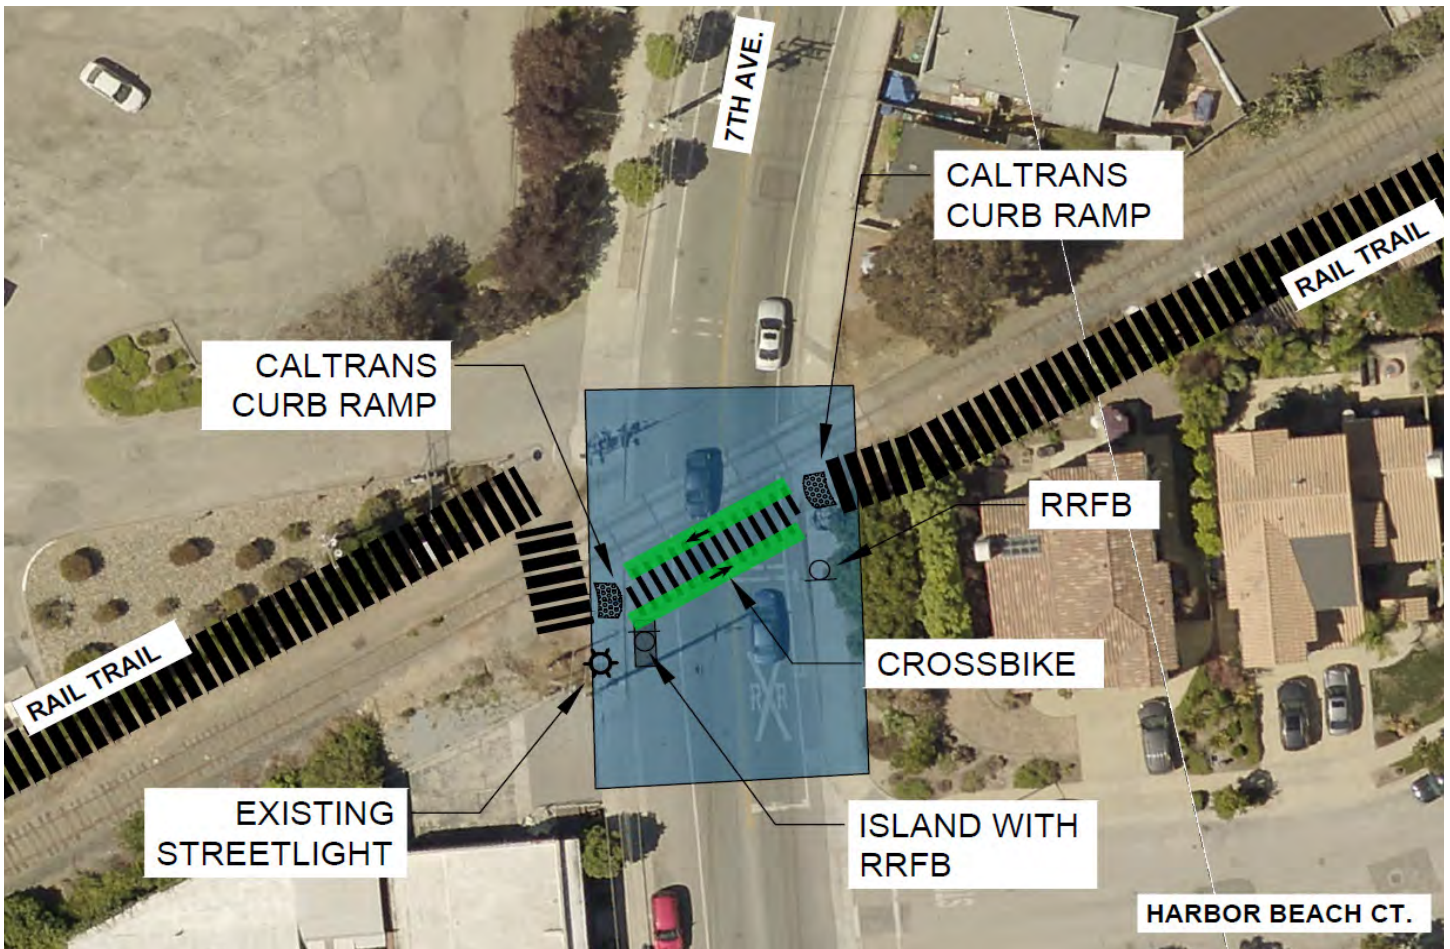 7TH AVE.
CALTRANS
CURB RAMP
RAIL TRAIL
CALTRANS
CURB RAMP
RRFB
CROSSBIKE
RAIL TRAIL
R R
EXISTING
STREETLIGHT
ISLAND WITH
RRFB
HARBOR BEACH CT.